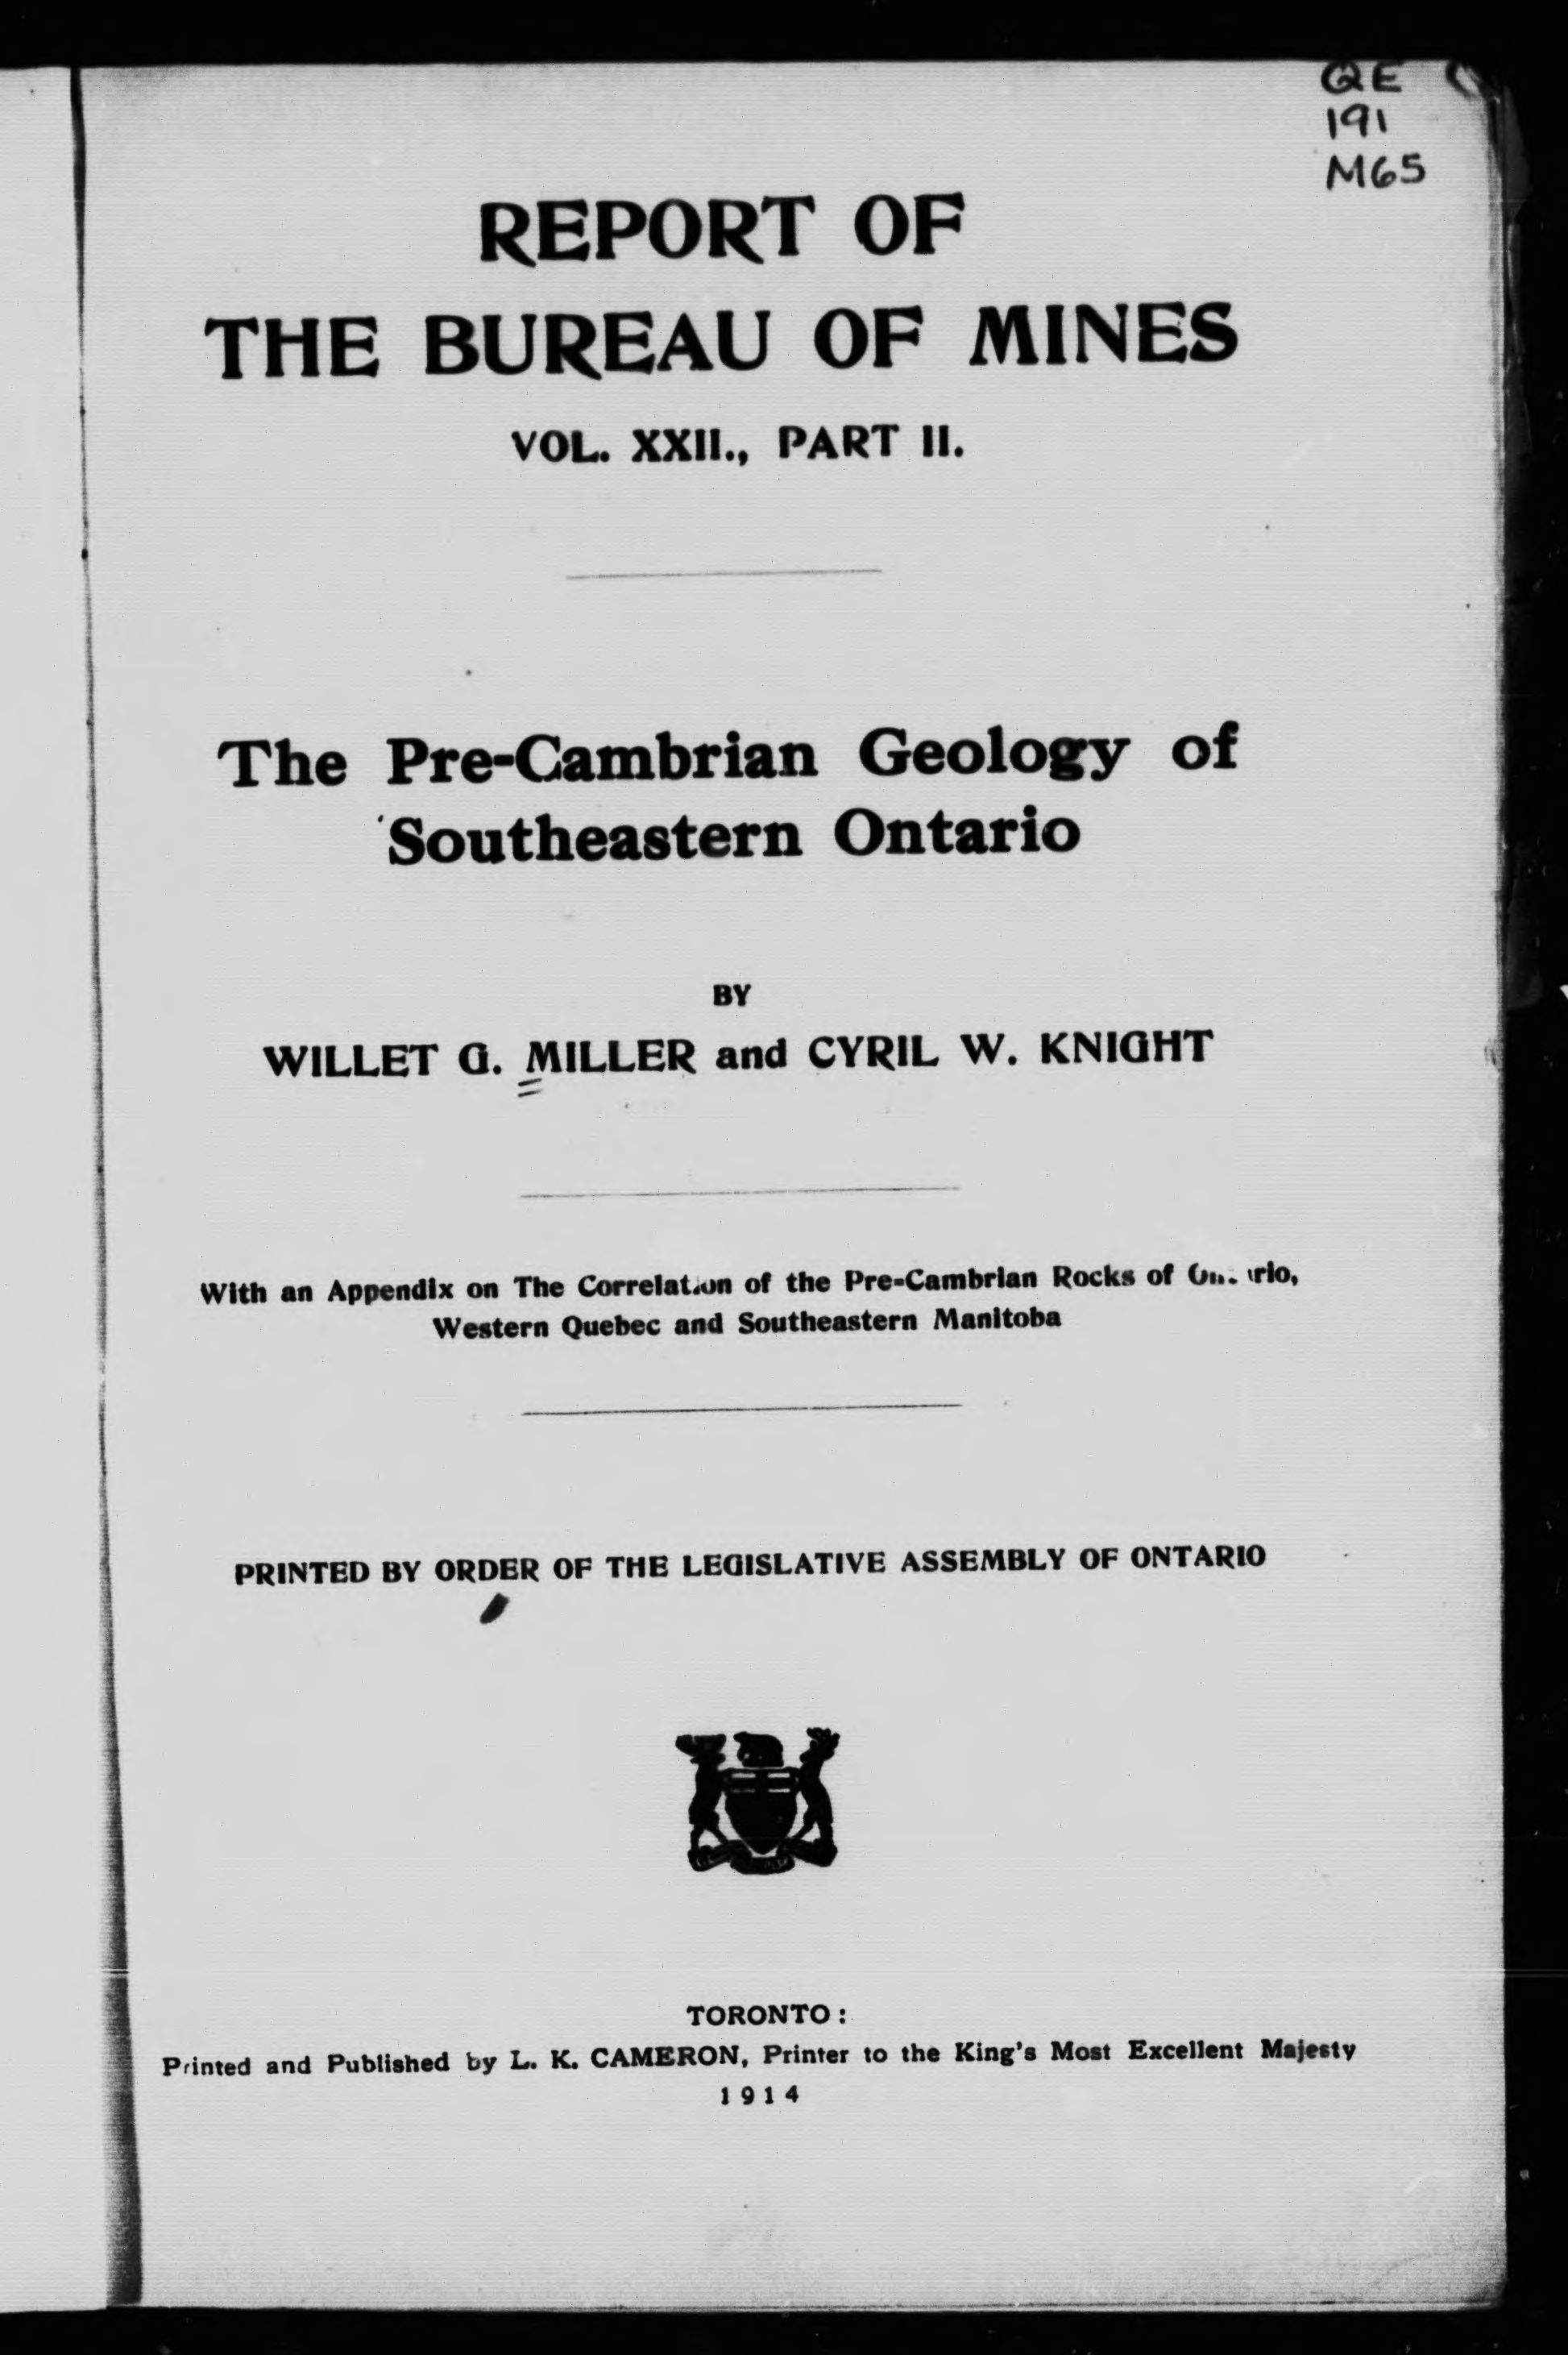 QE
191
M65
REPORT OF
THE BUREAU OF MINES
VOL. XXII., PART II.
The Pre-Cambrian Geology of
Southeastern Ontario
BY
WILLET G. MILLER and CYRIL W. KNIGHT
With an Appendix on The Correlation of the Pre-Cambrian Rocks of Ontario,
Western Quebec and Southeastern Manitoba
PRINTED BY ORDER OF THE LEGISLATIVE ASSEMBLY OF ONTARIO
TORONTO:
Printed and Published by L. K. CAMERON, Printer to the King's Most Excellent Majesty
1914